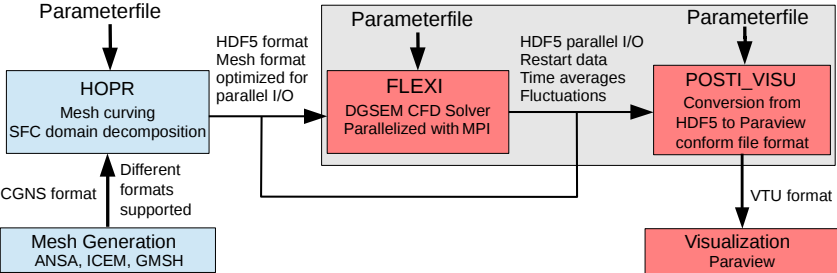 Parameterfile
HOPR
Mesh curving
SFC domain decomposition
HDF5 format
Mesh format
optimized for
parallel I/O
Parameterfile
FLEXI
DGSEM CFD Solver
Parallelized with MPI
HDF5 parallel I/O
Restart data
Time averages
Fluctuations
Parameterfile
POSTI_VISU
Conversion from
HDF5 to Paraview
conform file format
CGNS format
Different
formats
supported
VTU format
Mesh Generation
ANSA, ICEM, GMSH
Visualization
Paraview